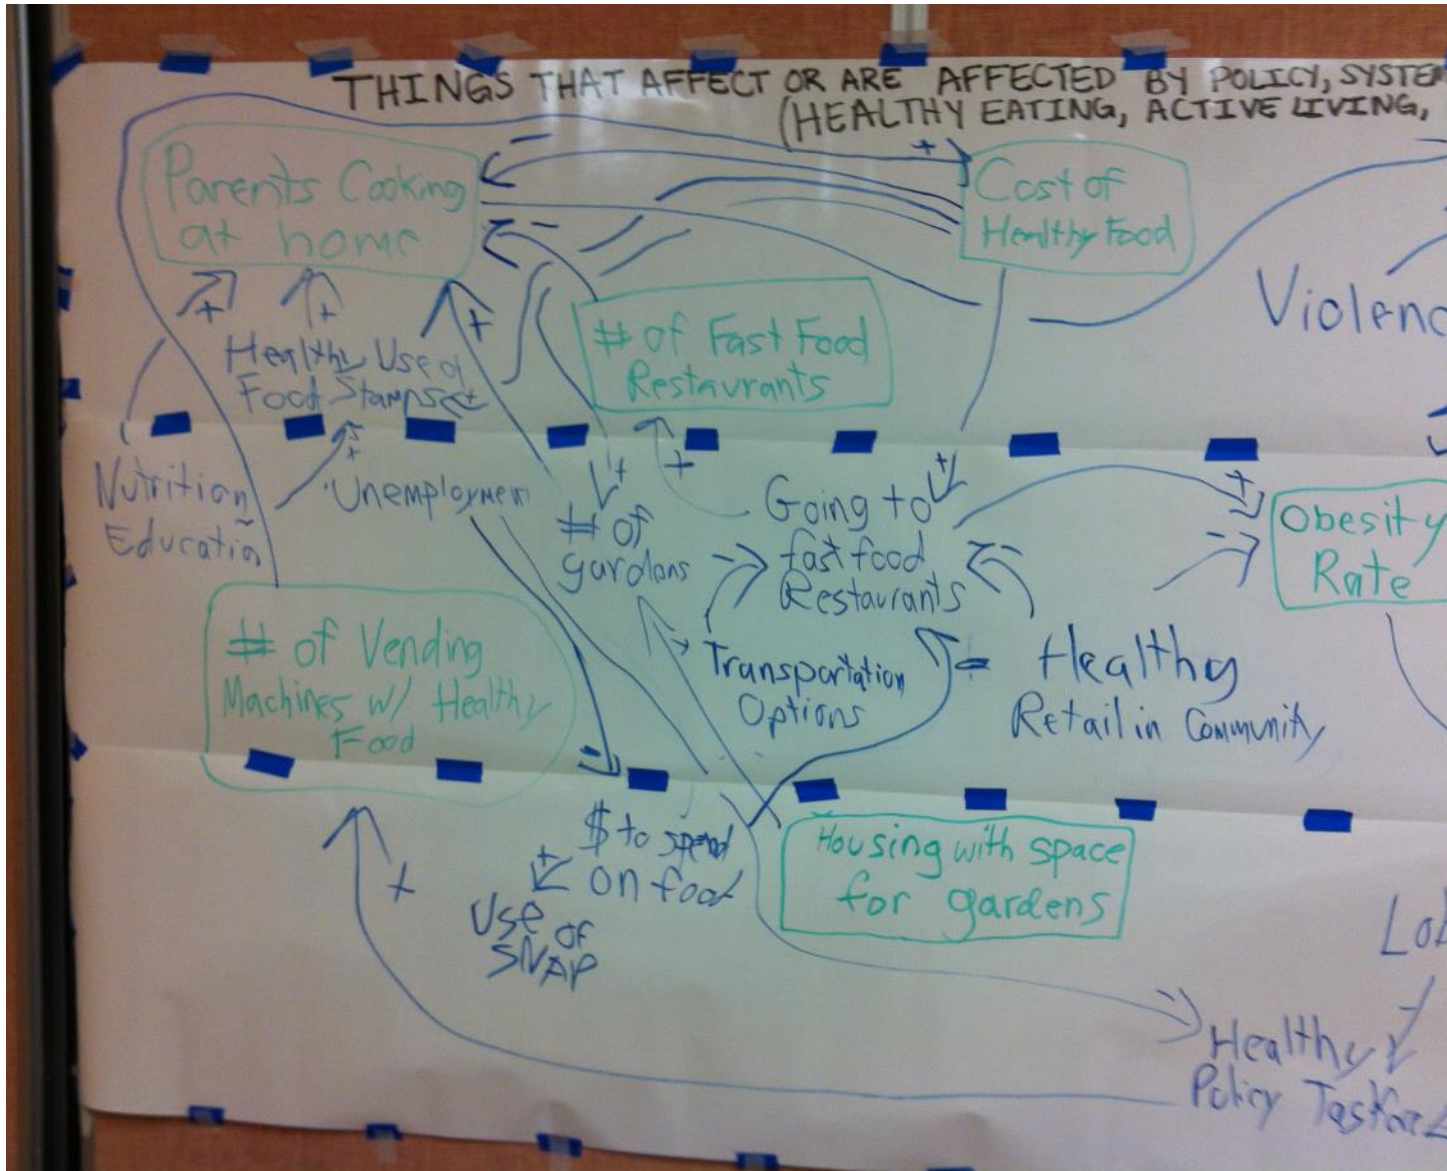 THINGS THAT AFFECT OR ARE AFFECTED BY POLICY, SYSTEM
(HEALTHY EATING, ACTIVE LIVING,
Parents Cooking
at home
+
Cost of
Healthy Food
-
-
# of Fast Food
Restaurants
Violenc
+
+
+
Healthy Use of
Food Stamps
+
Nutrition
Education
+
Unemployment
+
# of
gardens
+
Going to
fast food
Restaurants
+
-
-
+
-
Obesity
Rate
# of Vending
Machines w/ Healthy
Food
Transportation
Options
-
Healthy
Retail in Community
-
$ to spend
on food
+
Use of
SNAP
Housing with space
for gardens
+
-
Healthy
Policy Taskforce